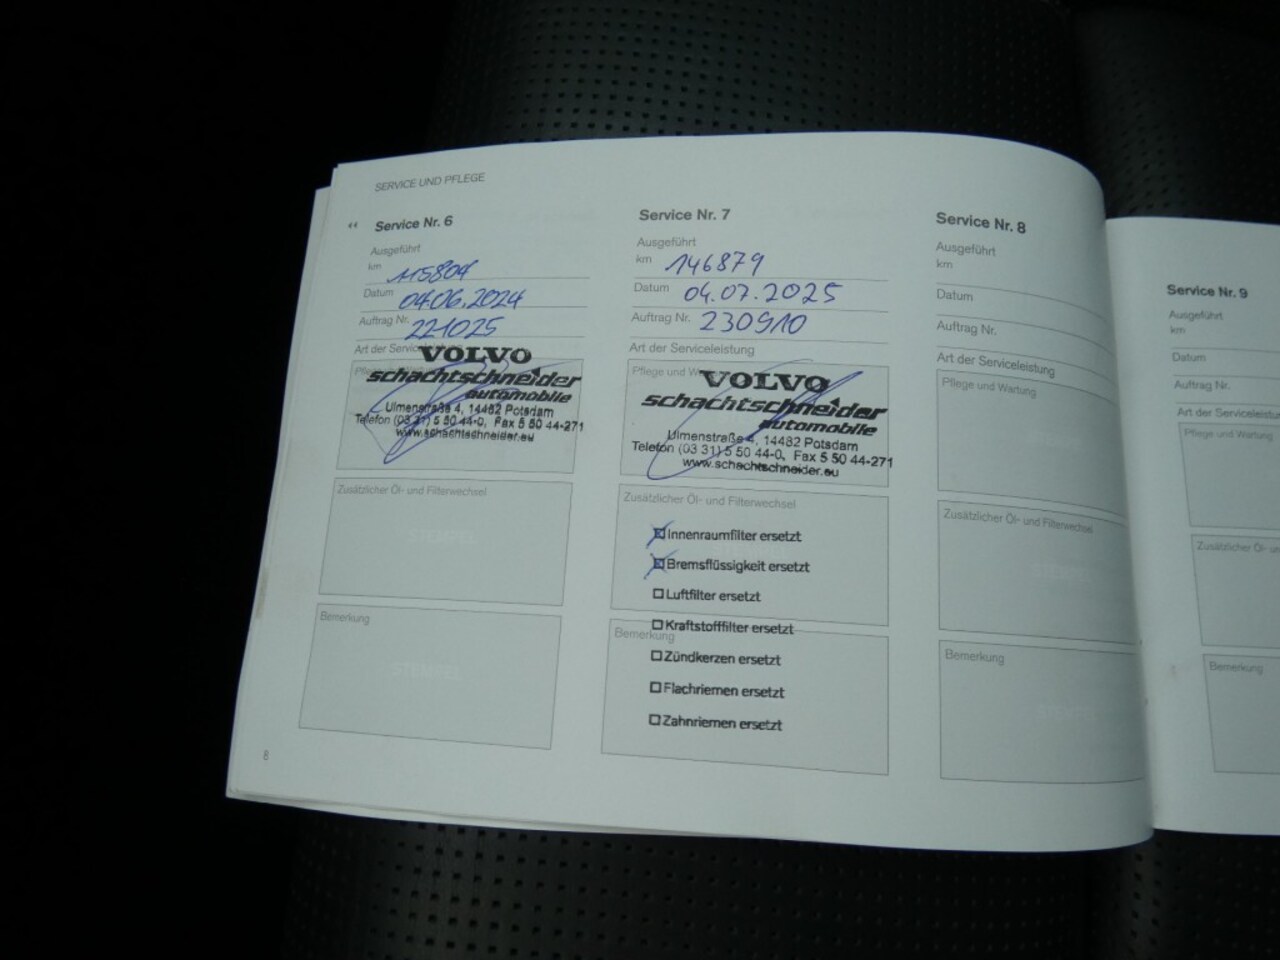 SERVICE UND PFLEGE
Service Nr. 6
Ausgeführt
km 115804
Datum 04.06.2024
Auftrag Nr. 221025
Art der Serviceleistung
Pflege und Wartung
VOLVO
schachtschneider
automobile
Ulmenstraße 4, 14482 Potsdam
Telefon (03 31) 5 50 44-0, Fax 5 50 44-271
www.schachtschneider.eu
Zusätzlicher Öl- und Filterwechsel
Bemerkung
8
Service Nr. 7
Ausgeführt
km 146879
Datum 04.07.2025
Auftrag Nr. 230910
Art der Serviceleistung
Pflege und W
VOLVO
schachtschneider
automobile
Ulmenstraße 4, 14482 Potsdam
Telefon (03 31) 5 50 44-0, Fax 5 50 44-271
www.schachtschneider.eu
Zusätzlicher Öl- und Filterwechsel
Innenraumfilter ersetzt
Bremsflüssigkeit ersetzt
Luftfilter ersetzt
Kraftstofffilter ersetzt
Bemerkung
Zündkerzen ersetzt
Flachriemen ersetzt
Zahnriemen ersetzt
Service Nr. 8
Ausgeführt
km
Datum
Auftrag Nr.
Art der Serviceleistung
Pflege und Wartung
Zusätzlicher Öl- und Filterwechsel
Bemerkung
Service Nr. 9
Ausgeführt
km
Datum
Auftrag Nr.
Art der Serviceleistu
Pflege und Wartung
Zusätzlicher Öl- und
Bemerkung